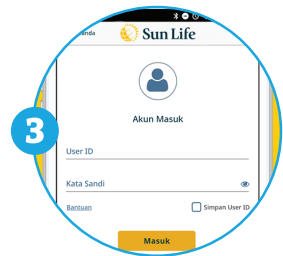 3
anda
Sun Life
Akun Masuk
User ID
Kata Sandi
Bantuan
Simpan User ID
Masuk